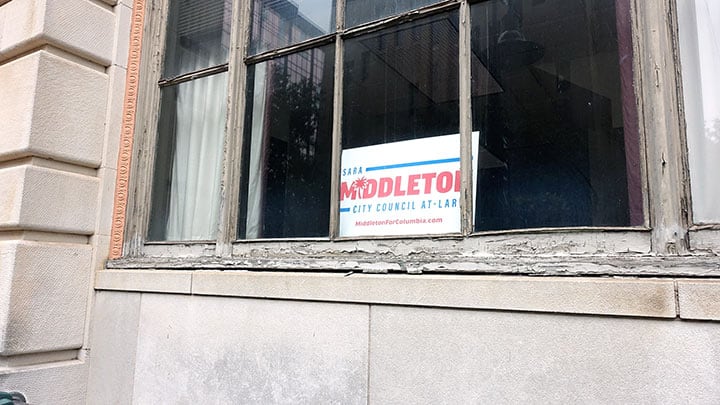 SARA
MIDDLETO
CITY COUNCIL AT-LAR
MiddletonForColumbia.com